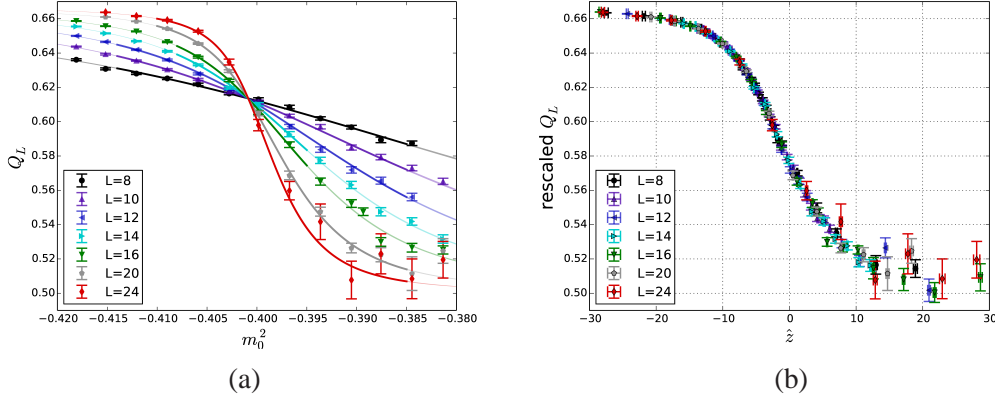 0.66
0.64
0.62
0.60
0.58
0.56
0.54
0.52
0.50
Q_L
L=8
L=10
L=12
L=14
L=16
L=20
L=24
−0.420 −0.415 −0.410 −0.405 −0.400 −0.395 −0.390 −0.385 −0.380
m_0^2
(a)
0.66
0.64
0.62
0.60
0.58
0.56
0.54
0.52
0.50
rescaled Q_L
L=8
L=10
L=12
L=14
L=16
L=20
L=24
−30 −20 −10 0 10 20 30
ẑ
(b)